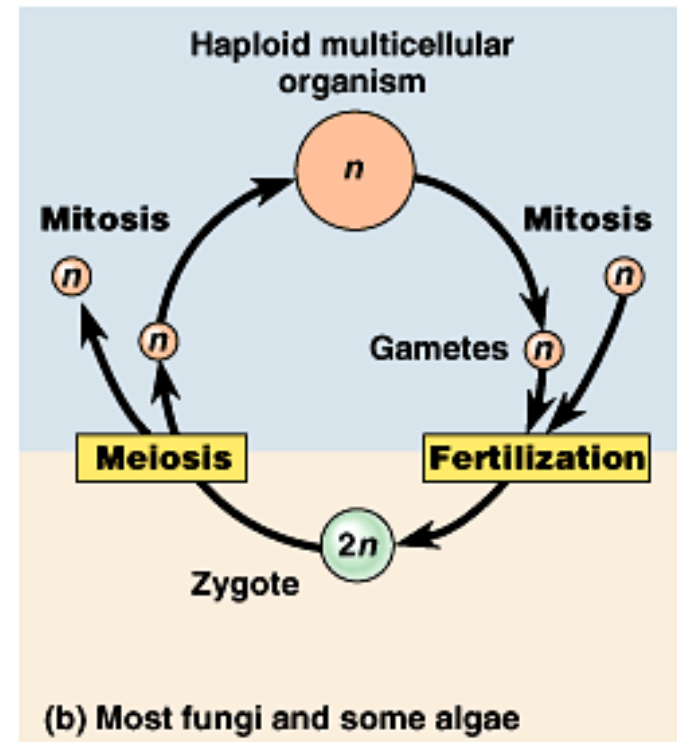 Haploid multicellular
organism
n
Mitosis
Mitosis
n
n
n
Gametes
n
Meiosis
Fertilization
2n
Zygote
(b) Most fungi and some algae